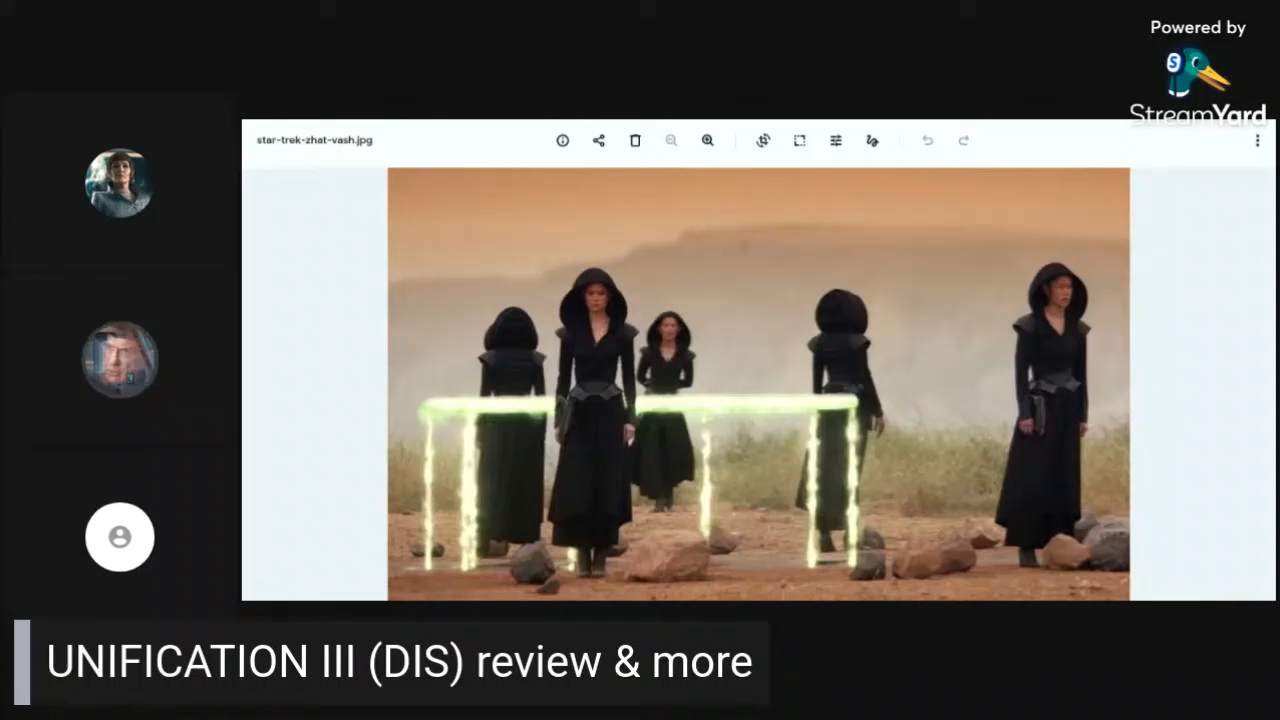 Powered by
StreamYard
star-trek-zhat-vash.jpg
UNIFICATION III (DIS) review & more